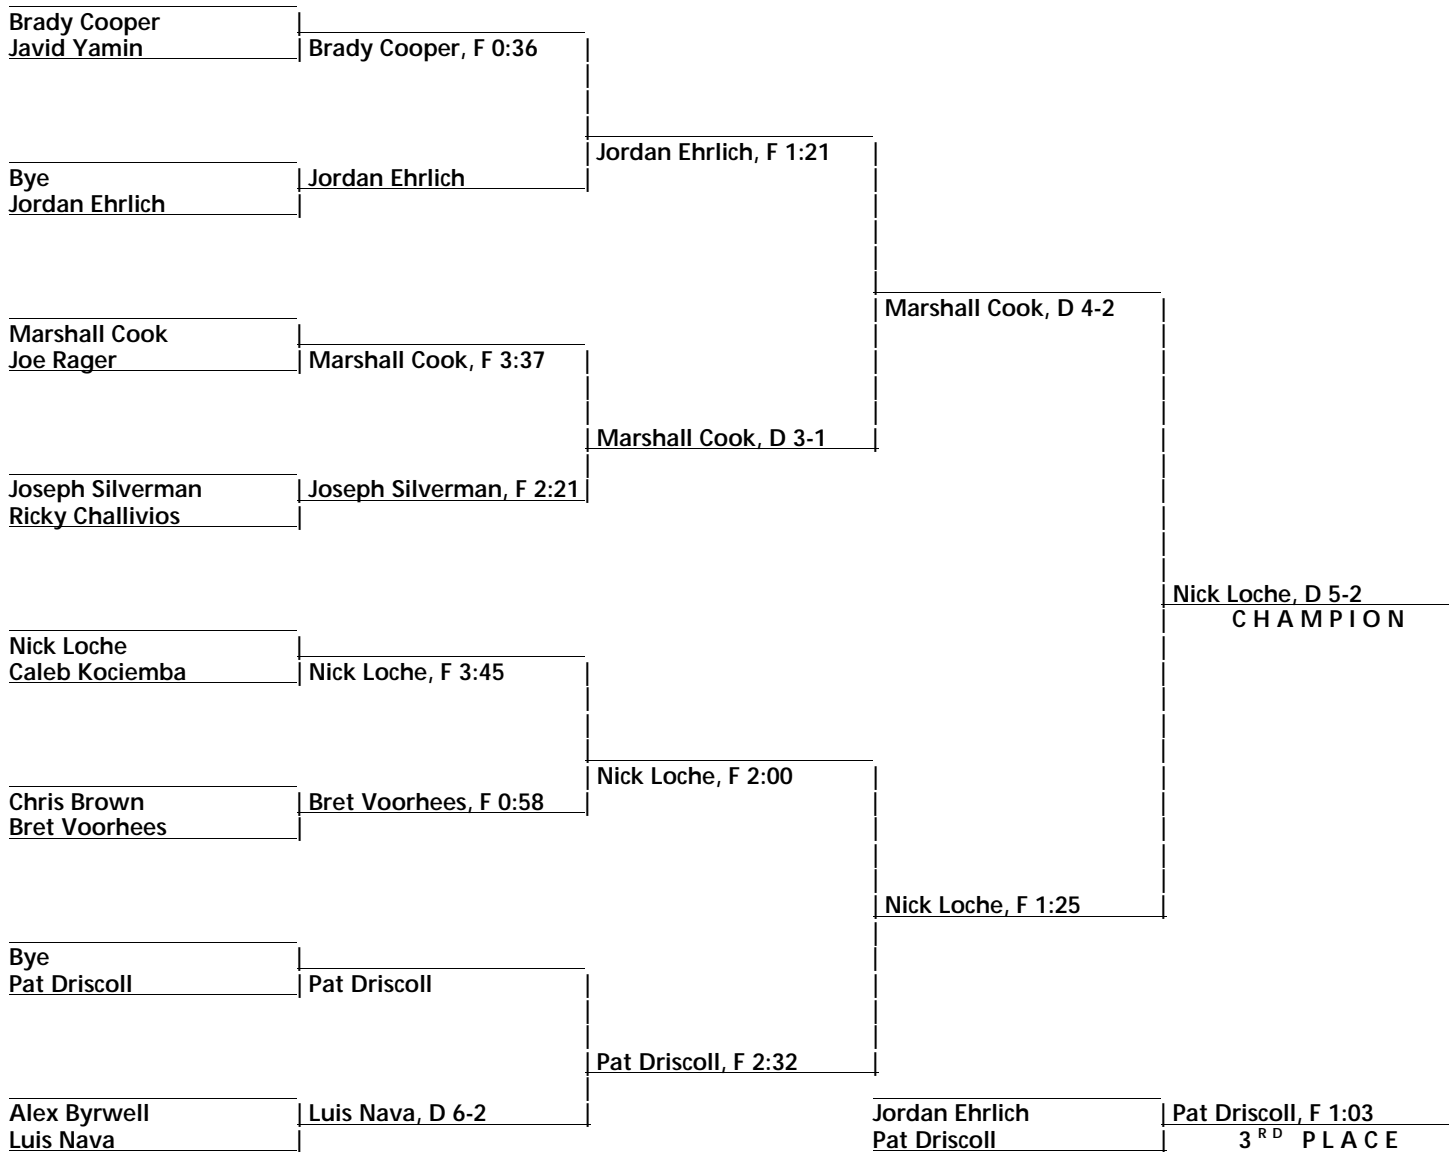 Brady Cooper
Javid Yamin
Brady Cooper, F 0:36
Jordan Ehrlich, F 1:21
Bye
Jordan Ehrlich
Jordan Ehrlich
Marshall Cook, D 4-2
Marshall Cook
Joe Rager
Marshall Cook, F 3:37
Marshall Cook, D 3-1
Joseph Silverman
Ricky Challivios
Joseph Silverman, F 2:21
Nick Loche, D 5-2
CHAMPION
Nick Loche
Caleb Kociemba
Nick Loche, F 3:45
Nick Loche, F 2:00
Chris Brown
Bret Voorhees
Bret Voorhees, F 0:58
Nick Loche, F 1:25
Bye
Pat Driscoll
Pat Driscoll
Pat Driscoll, F 2:32
Alex Byrwell
Luis Nava
Luis Nava, D 6-2
Jordan Ehrlich
Pat Driscoll
Pat Driscoll, F 1:03
3RD PLACE